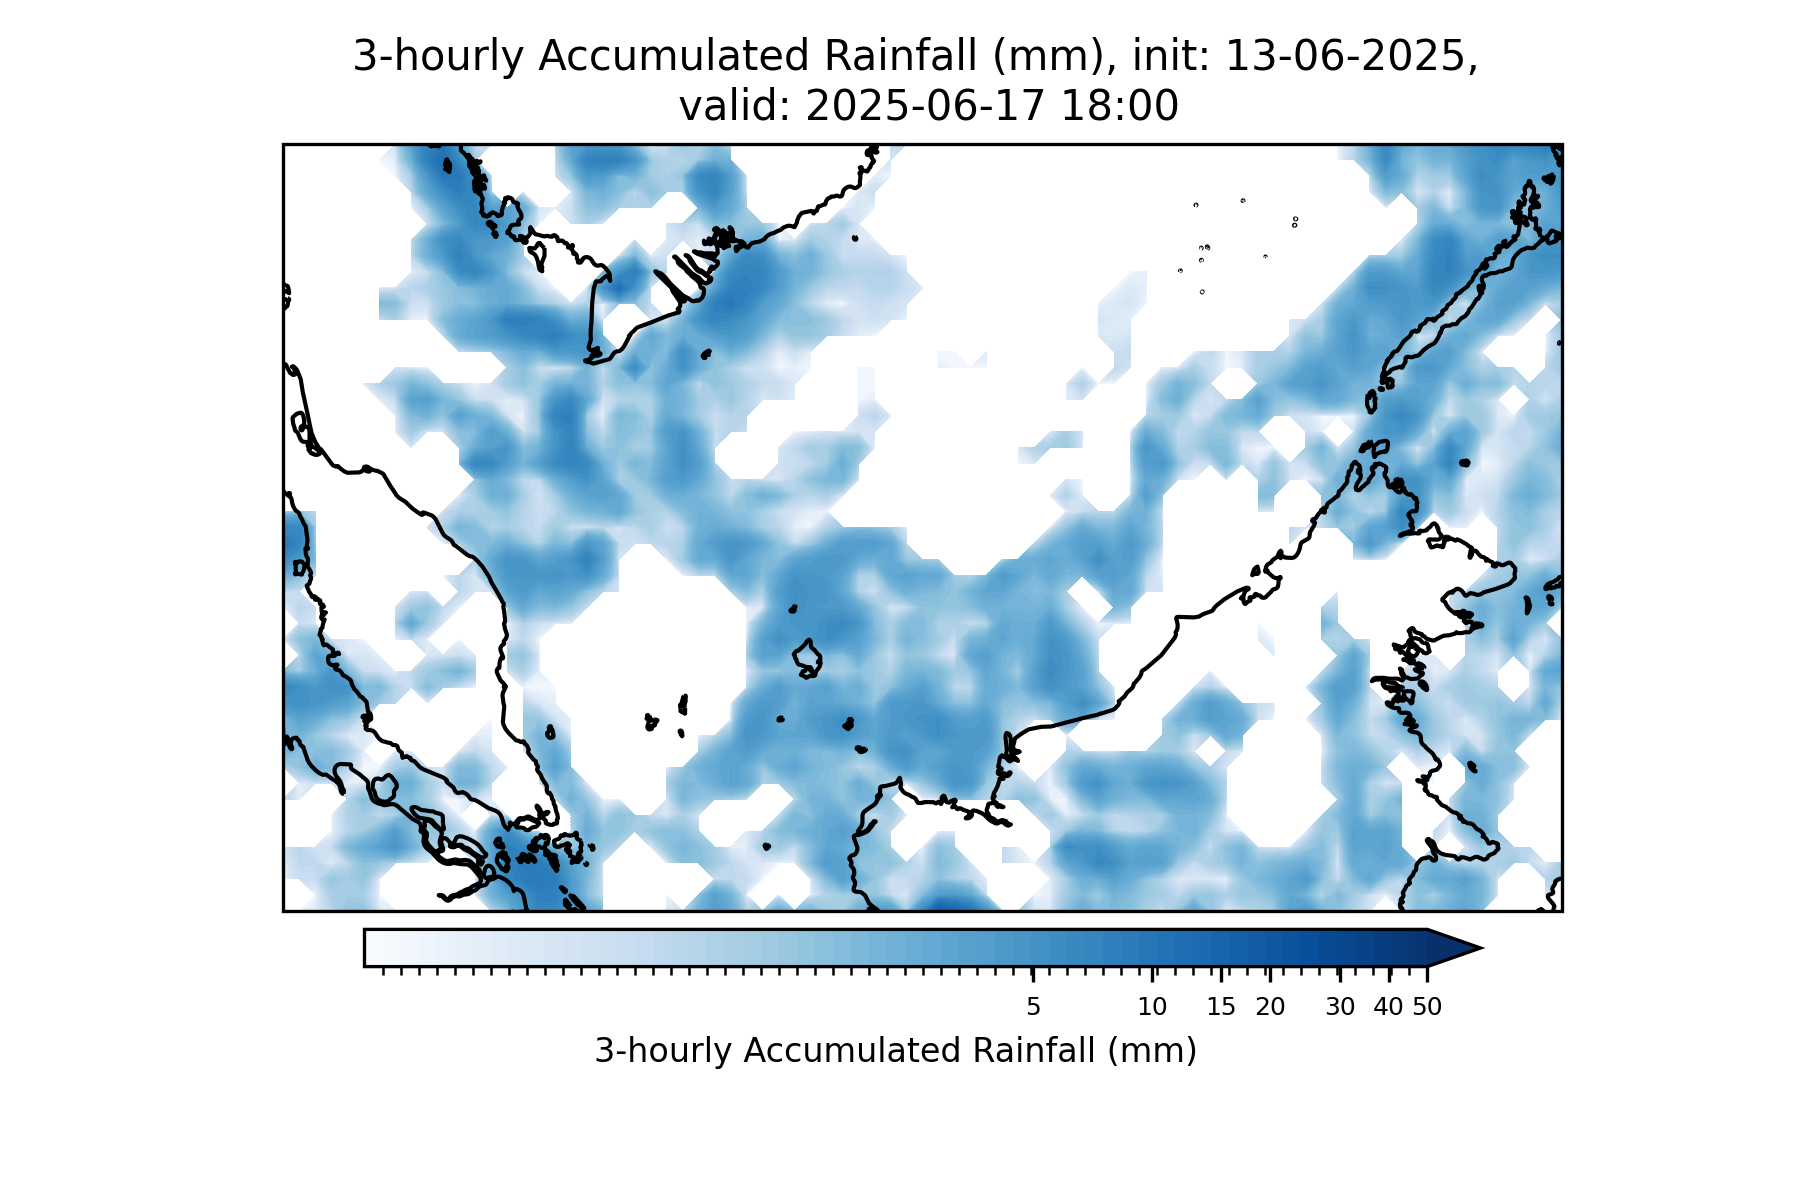 3-hourly Accumulated Rainfall (mm), init: 13-06-2025,
valid: 2025-06-17 18:00
5 10 15 20 30 40 50
3-hourly Accumulated Rainfall (mm)